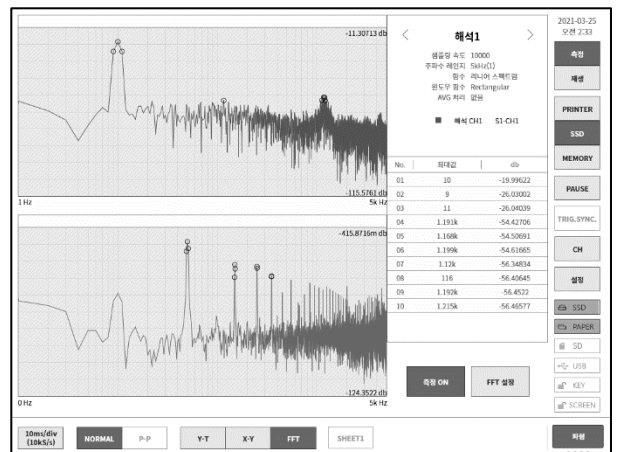 -11.30713 db
-115.5761 db
1 Hz
5k Hz
-415.8716m db
-124.3522 db
0 Hz
5k Hz
해석1
샘플링 속도 10000
주파수 레인지 5kHz(1)
함수 리니어 스펙트럼
윈도우 함수 Rectangular
AVG 처리 없음
해석 CH1 S1-CH1
No. 최대값 db
01 10 -19.99622
02 9 -26.03002
03 11 -26.04039
04 1.191k -54.42706
05 1.168k -54.50691
06 1.199k -54.61665
07 1.12k -56.34834
08 116 -56.40645
09 1.192k -56.4522
10 1.215k -56.46577
측정 ON
FFT 설정
2021-03-25
오전 2:33
측정
재생
PRINTER
SSD
MEMORY
PAUSE
TRIG.SYNC.
CH
설정
SSD
PAPER
SD
USB
KEY
SCREEN
10ms/div
(10kS/s)
NORMAL
P-P
Y-T
X-Y
FFT
SHEET1
파형